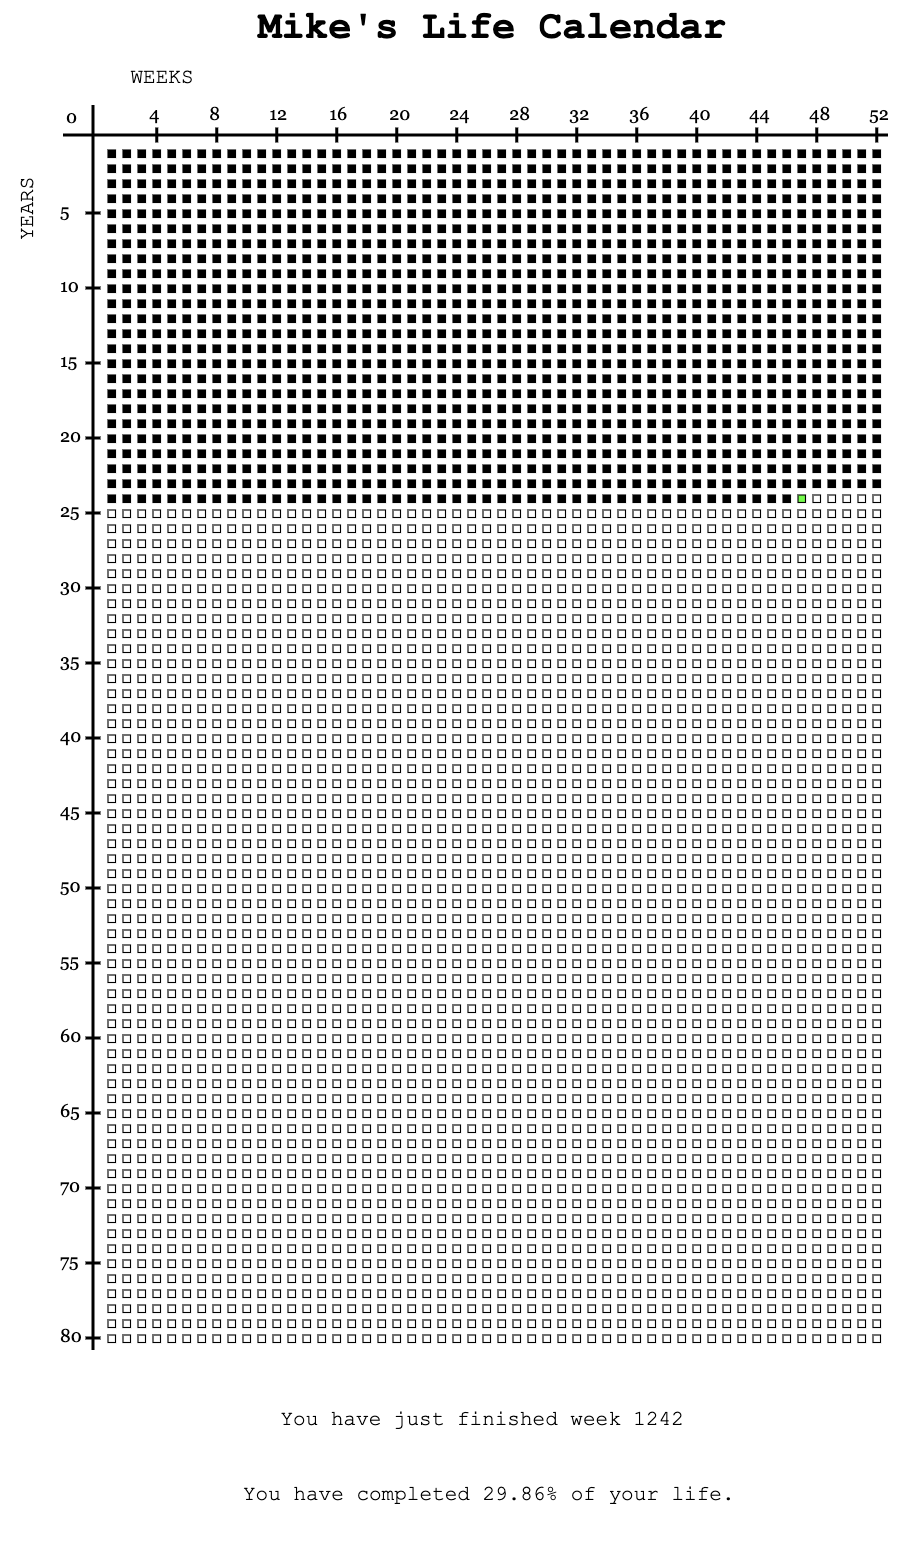 Mike's Life Calendar
WEEKS
0 4 8 12 16 20 24 28 32 36 40 44 48 52
YEARS
5
10
15
20
25
30
35
40
45
50
55
60
65
70
75
80
You have just finished week 1242
You have completed 29.86% of your life.